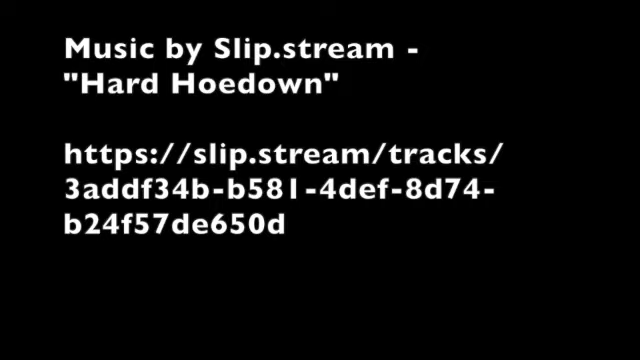 Music by Slip.stream -
"Hard Hoedown"
https://slip.stream/tracks/
3addf34b-b581-4def-8d74-
b24f57de650d